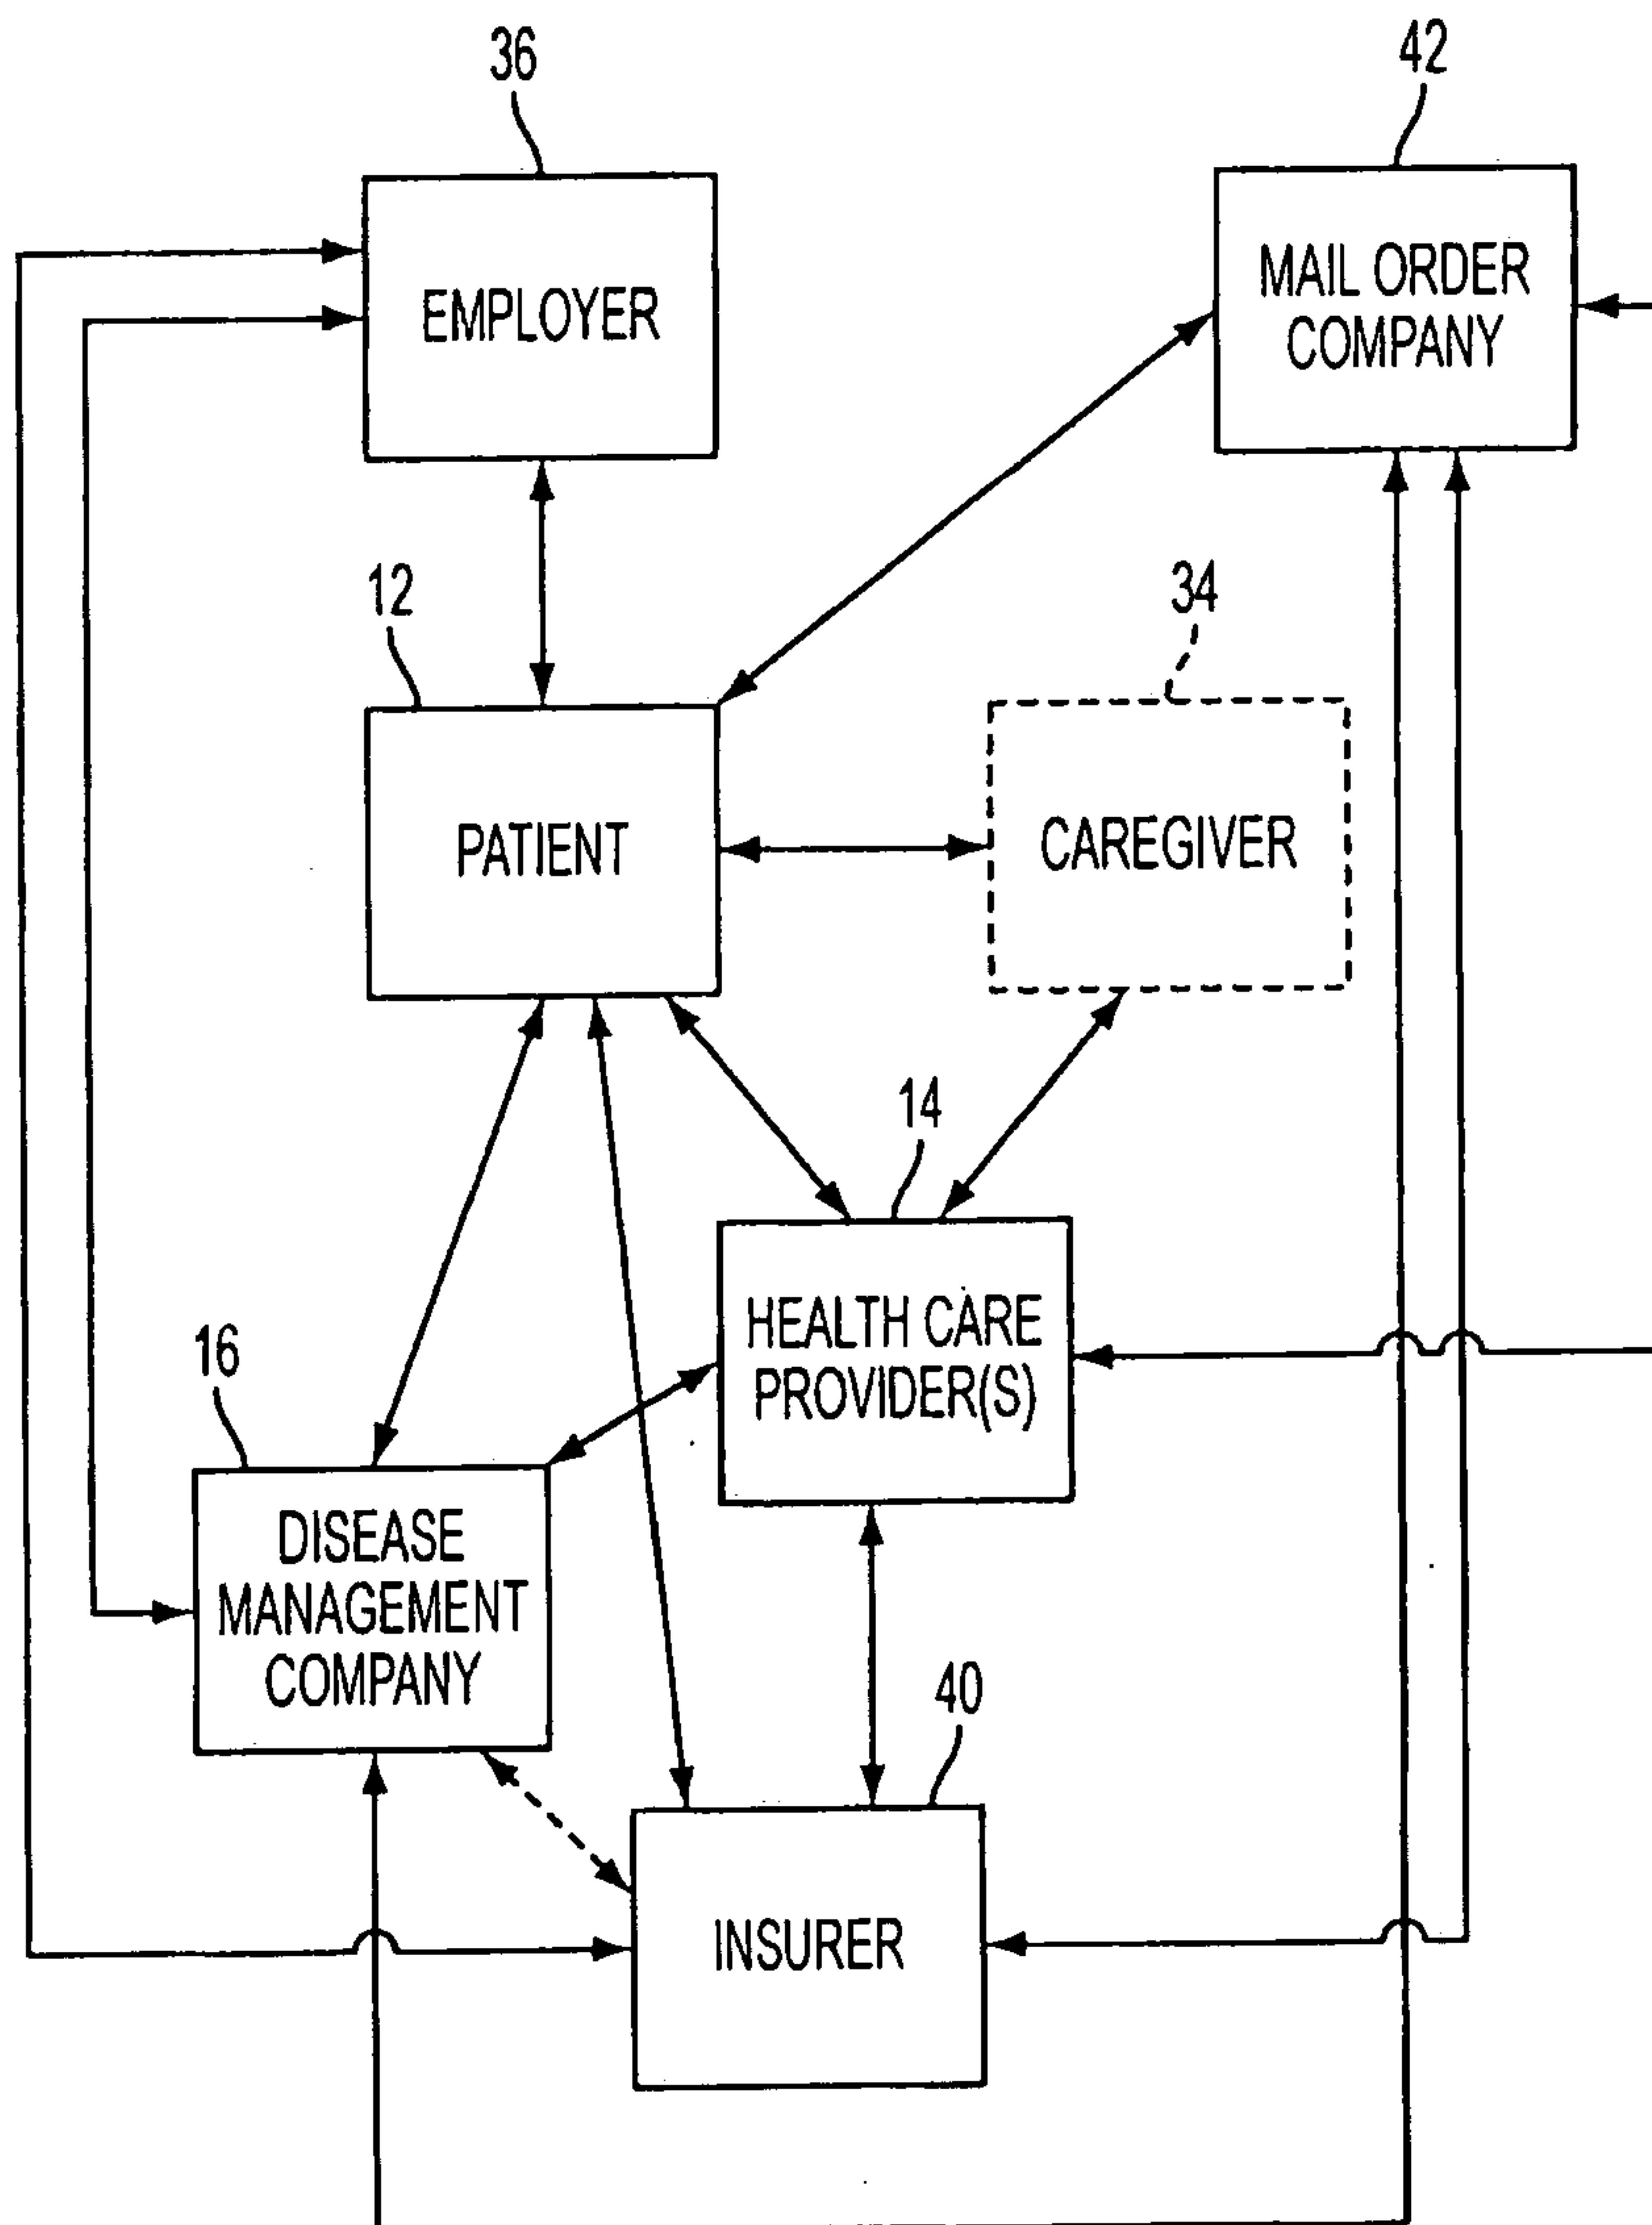 36
42
EMPLOYER
MAIL ORDER
COMPANY
12
34
PATIENT
CAREGIVER
14
HEALTH CARE
PROVIDER(S)
16
DISEASE
MANAGEMENT
COMPANY
40
INSURER